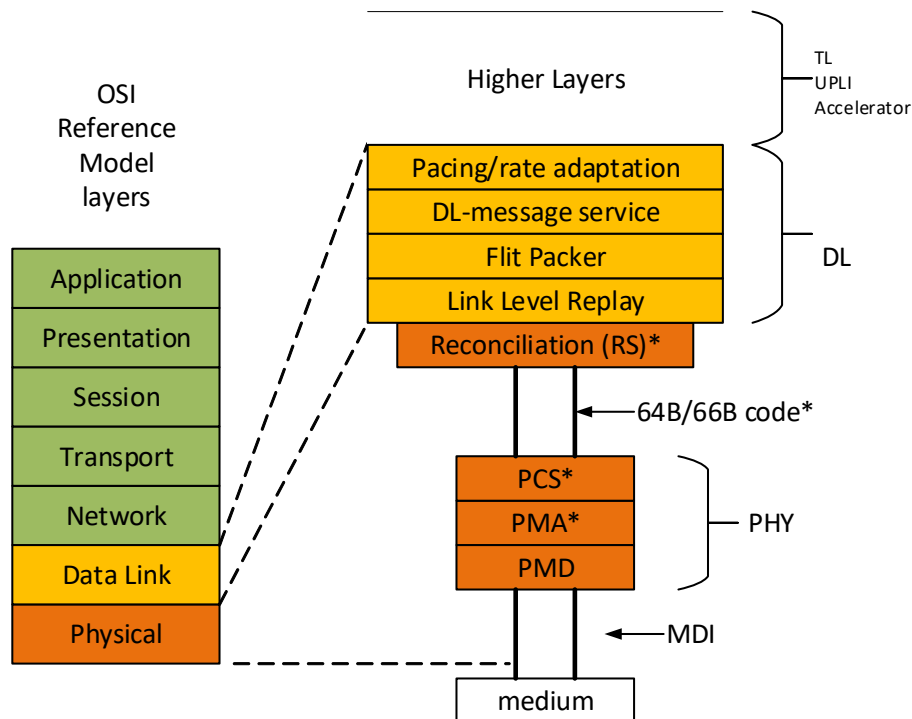 OSI
Reference
Model
layers
Application
Presentation
Session
Transport
Network
Data Link
Physical
Higher Layers
TL
UPLI
Accelerator
Pacing/rate adaptation
DL-message service
Flit Packer
Link Level Replay
DL
Reconciliation (RS)*
64B/66B code*
PCS*
PMA*
PMD
PHY
MDI
medium